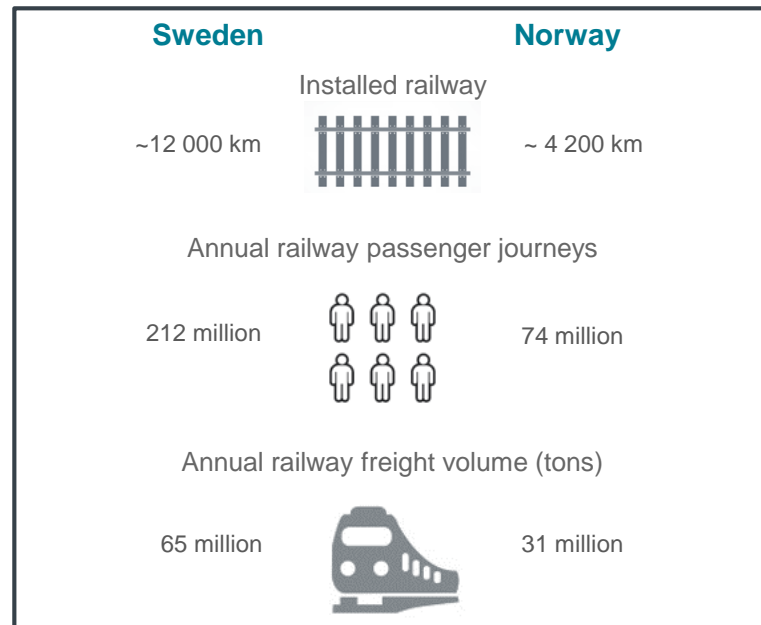 Sweden Norway
Installed railway
~12 000 km ~ 4 200 km
Annual railway passenger journeys
212 million 74 million
Annual railway freight volume (tons)
65 million 31 million